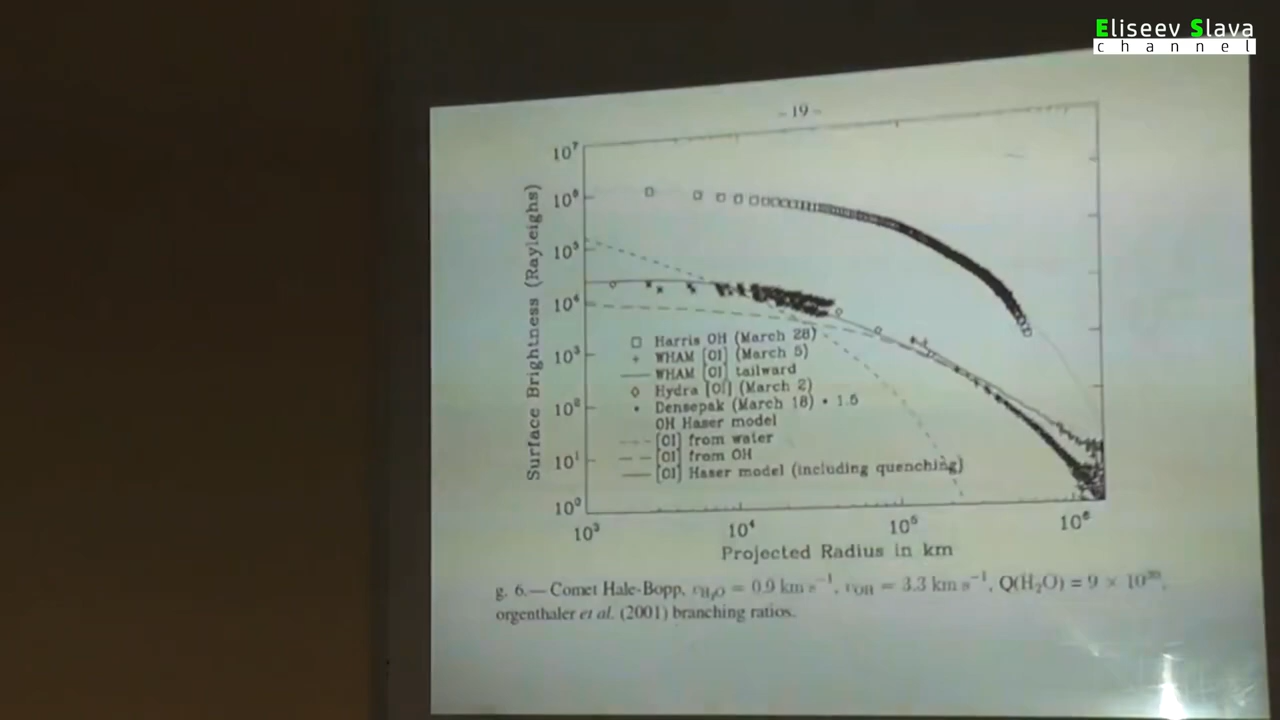 Eliseev Slava
channel
- 19 -
10⁷
10⁶
10⁵
10⁴
10³
10²
10¹
10⁰
Surface Brightness (Rayleighs)
□ Harris OH (March 28)
+ WHAM [OI] (March 5)
WHAM [OI] tailward
◇ Hydra [OI] (March 2)
Densepak (March 18) * 1.5
OH Haser model
[OI] from water
[OI] from OH
[OI] Haser model (including quenching)
10³ 10⁴ 10⁵ 10⁶
Projected Radius in km
g. 6.— Comet Hale-Bopp, v_H₂O = 0.9 km s⁻¹, v_OH = 3.3 km s⁻¹, Q(H₂O) = 9 ×
orgenthaler et al. (2001) branching ratios.